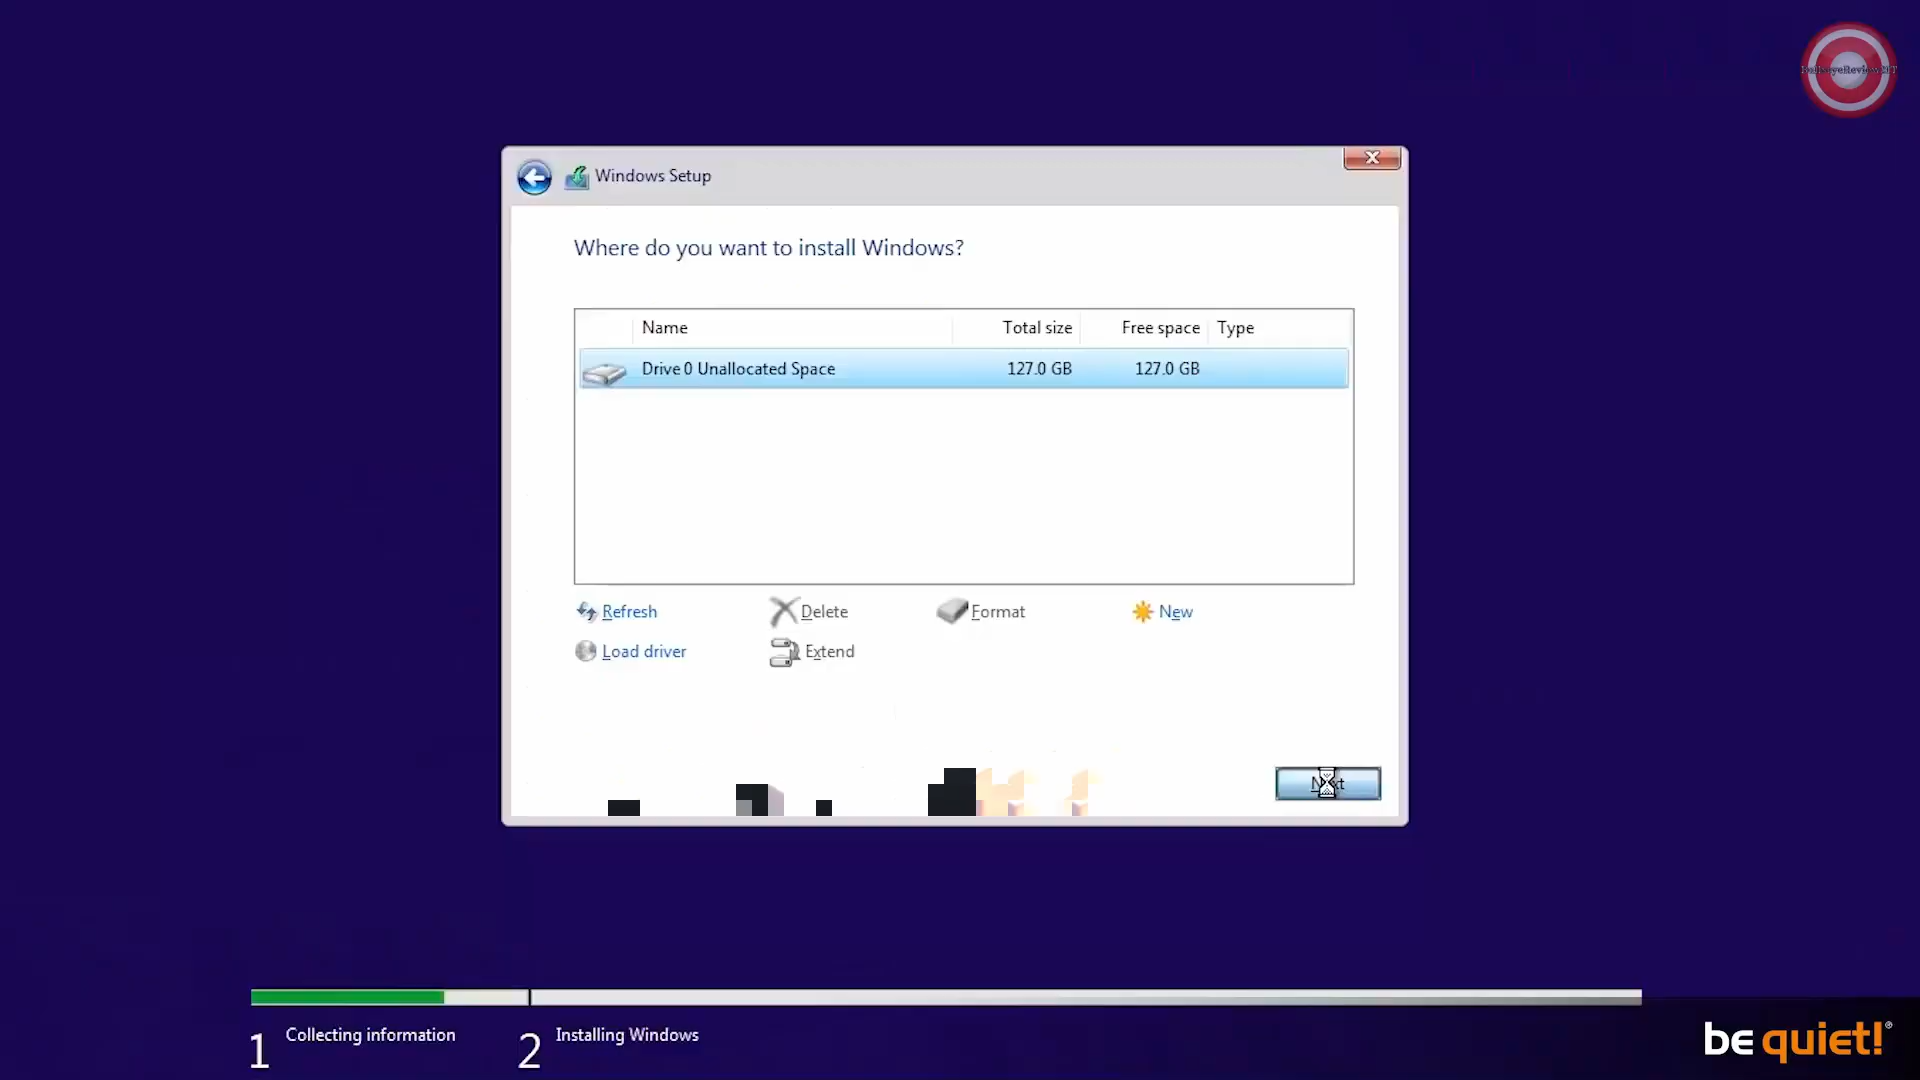 Windows Setup
Where do you want to install Windows?
Name Total size Free space Type
Drive 0 Unallocated Space 127.0 GB 127.0 GB
Refresh Delete Format New
Load driver Extend
Next
1 Collecting information 2 Installing Windows
be quiet!®